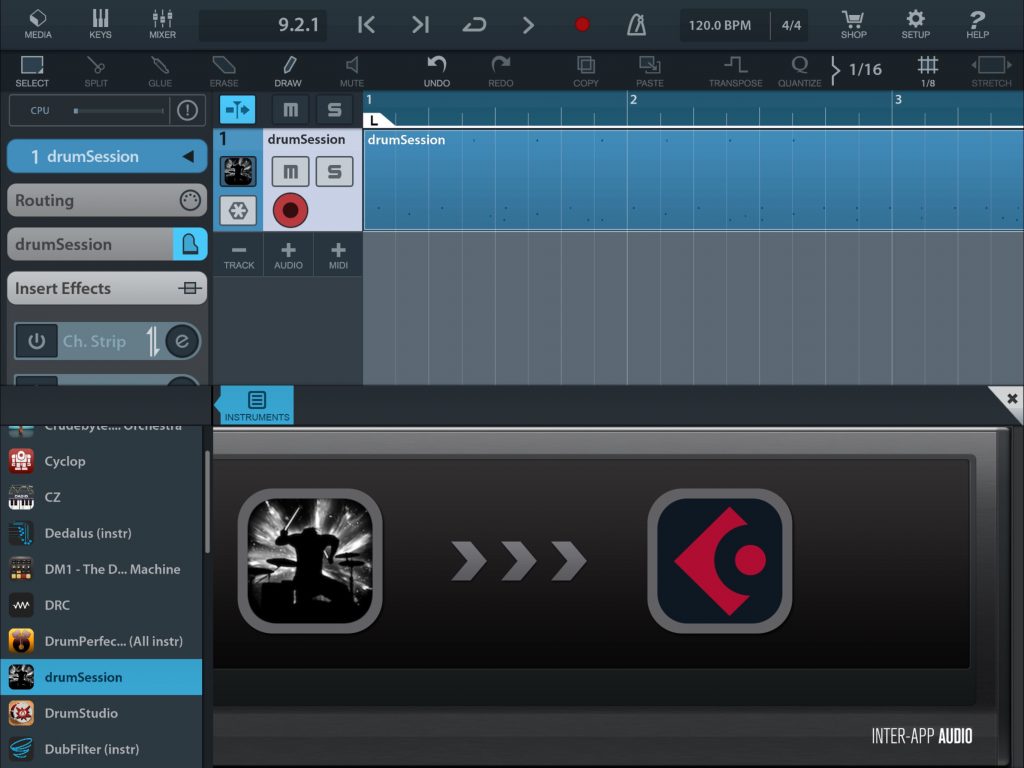 9.2.1
120.0 BPM
4/4
MEDIA
KEYS
MIXER
SHOP
SETUP
HELP
SELECT
SPLIT
GLUE
ERASE
DRAW
MUTE
UNDO
REDO
COPY
PASTE
TRANSPOSE
QUANTIZE
1/16
1/8
STRETCH
CPU
m
S
1
2
3
L
1 drumSession
1
drumSession
drumSession
m
S
Routing
drumSession
Insert Effects
TRACK
AUDIO
MIDI
Ch. Strip
e
INSTRUMENTS
Crudebyte.... Orchestra
Cyclop
CZ
Dedalus (instr)
DM1 - The D... Machine
DRC
DrumPerfec... (All instr)
drumSession
DrumStudio
DubFilter (instr)
INTER-APP AUDIO